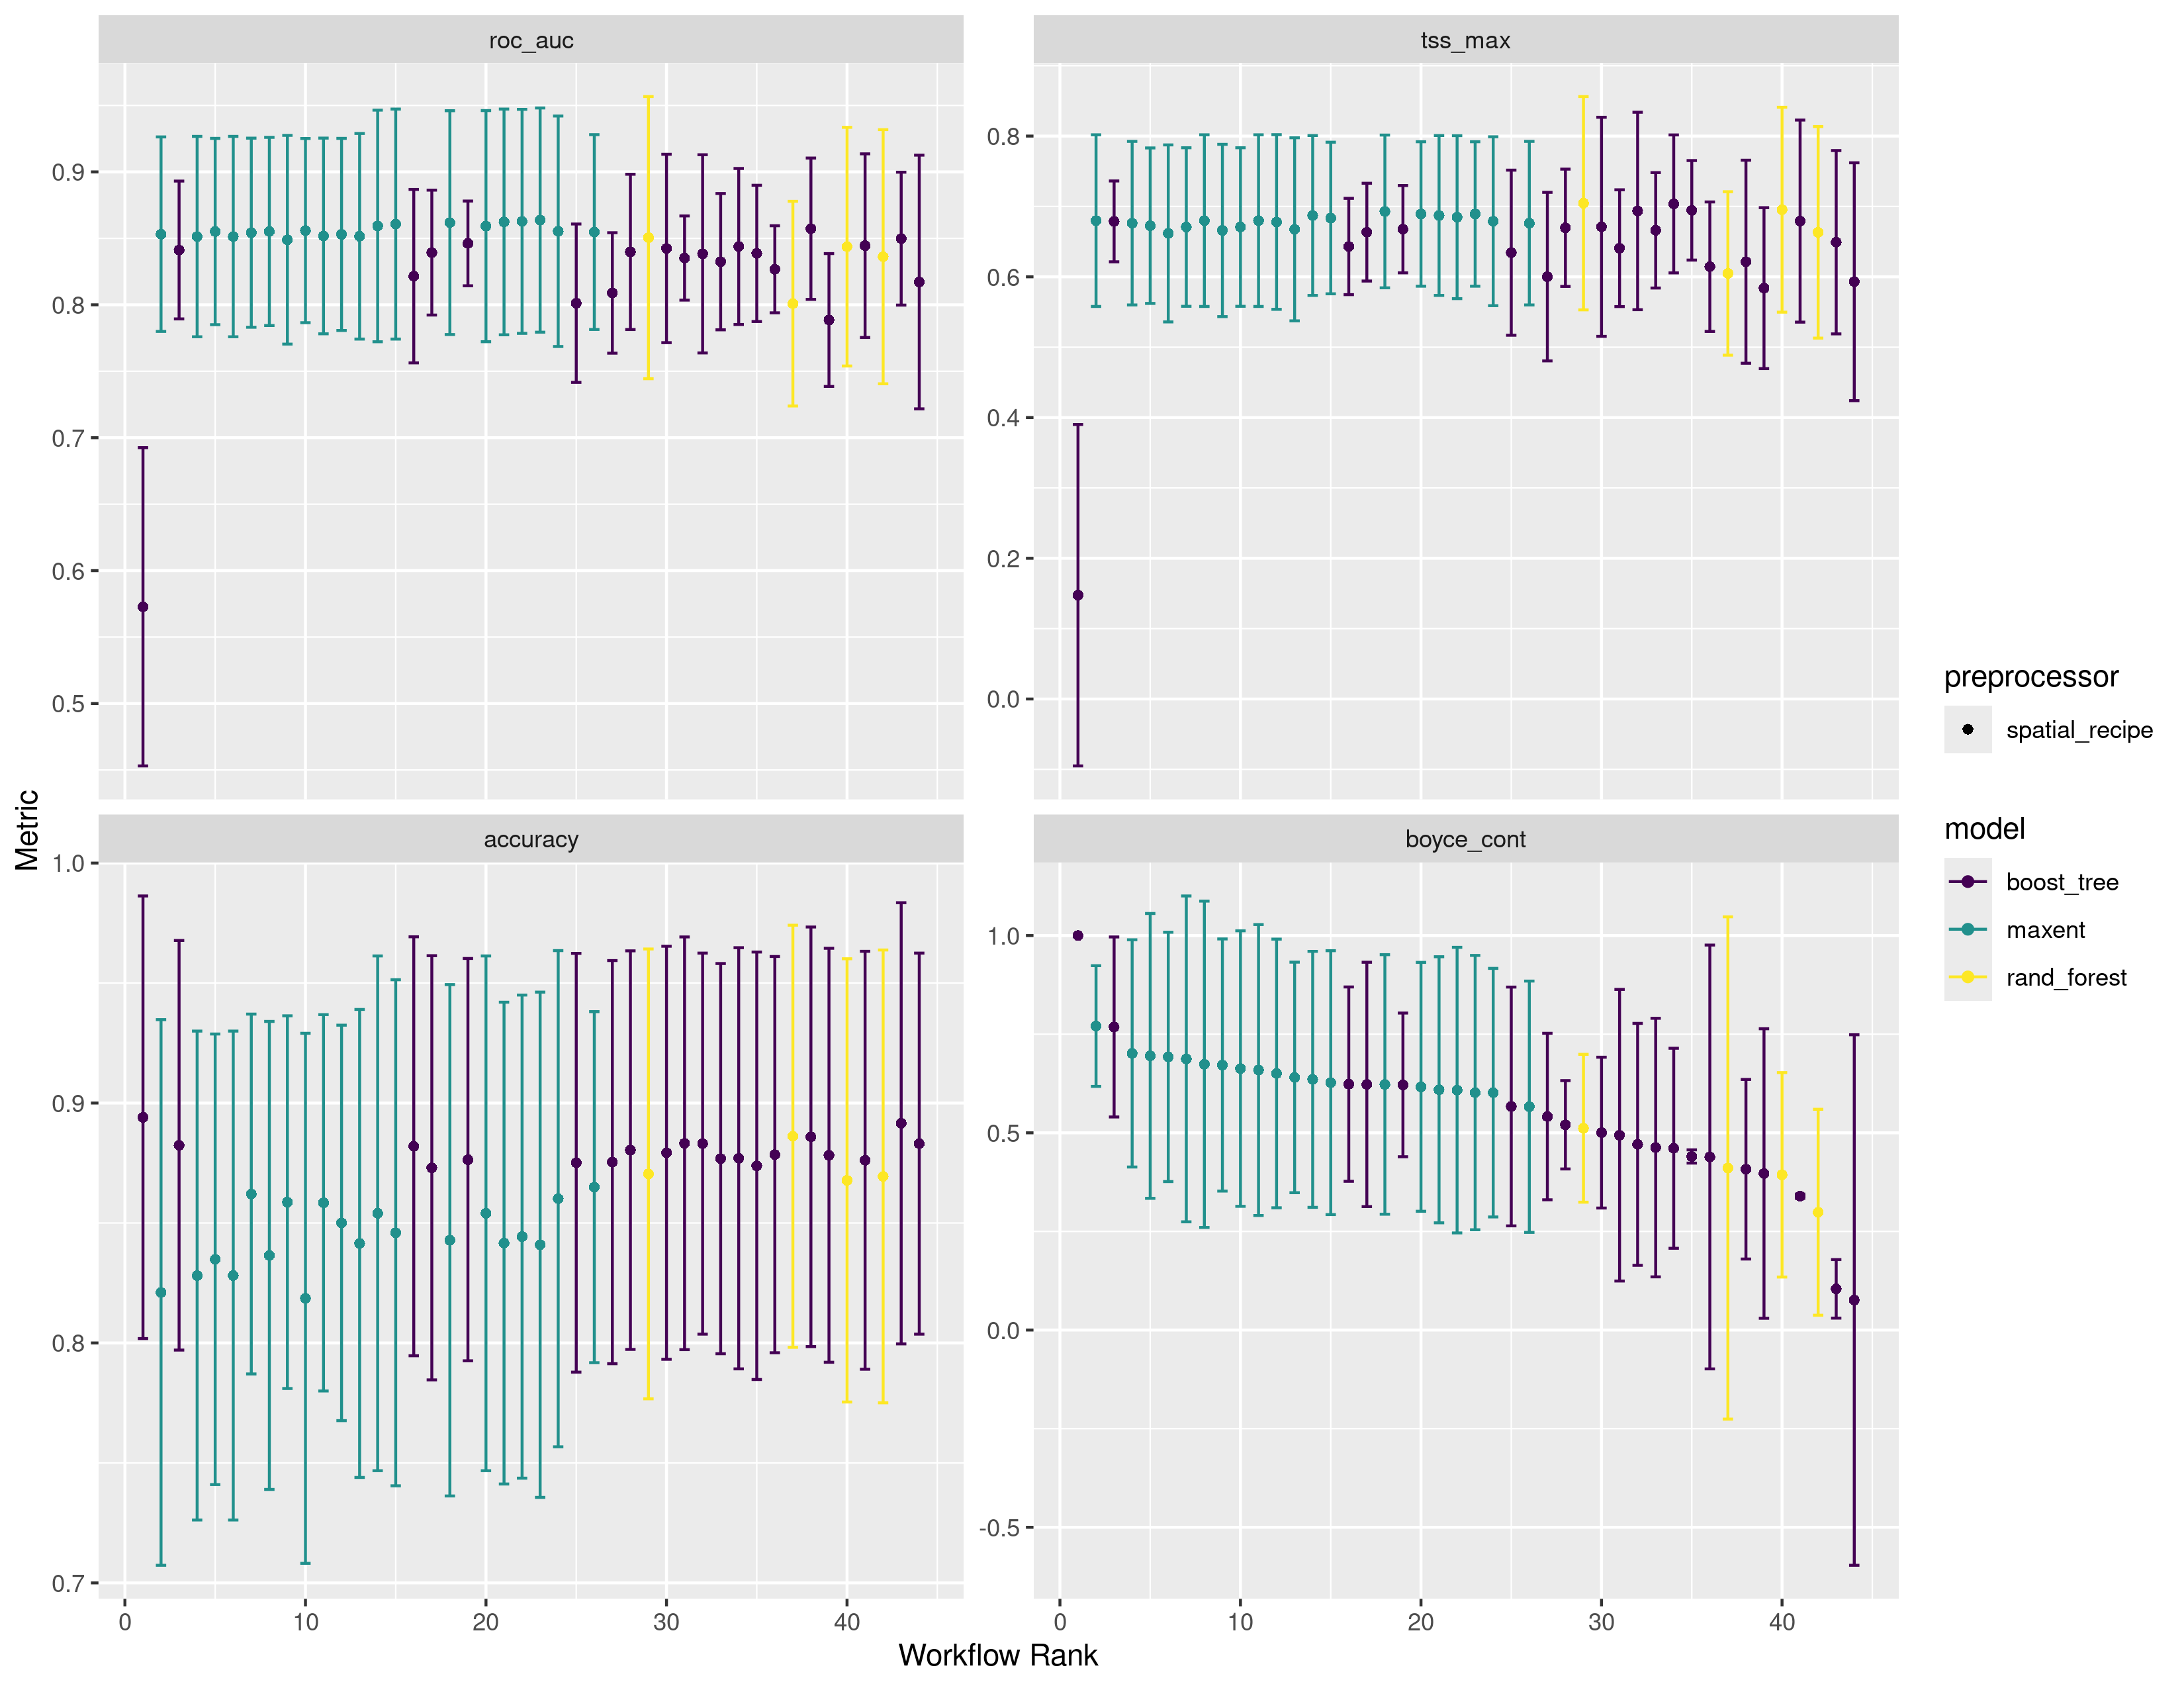 roc_auc
tss_max
0.9
0.8
0.7
0.6
0.5
0.8
0.6
0.4
0.2
0.0
Metric
accuracy
boyce_cont
1.0
0.9
0.8
0.7
1.0
0.5
0.0
-0.5
0 10 20 30 40
0 10 20 30 40
Workflow Rank
preprocessor
spatial_recipe
model
boost_tree
maxent
rand_forest